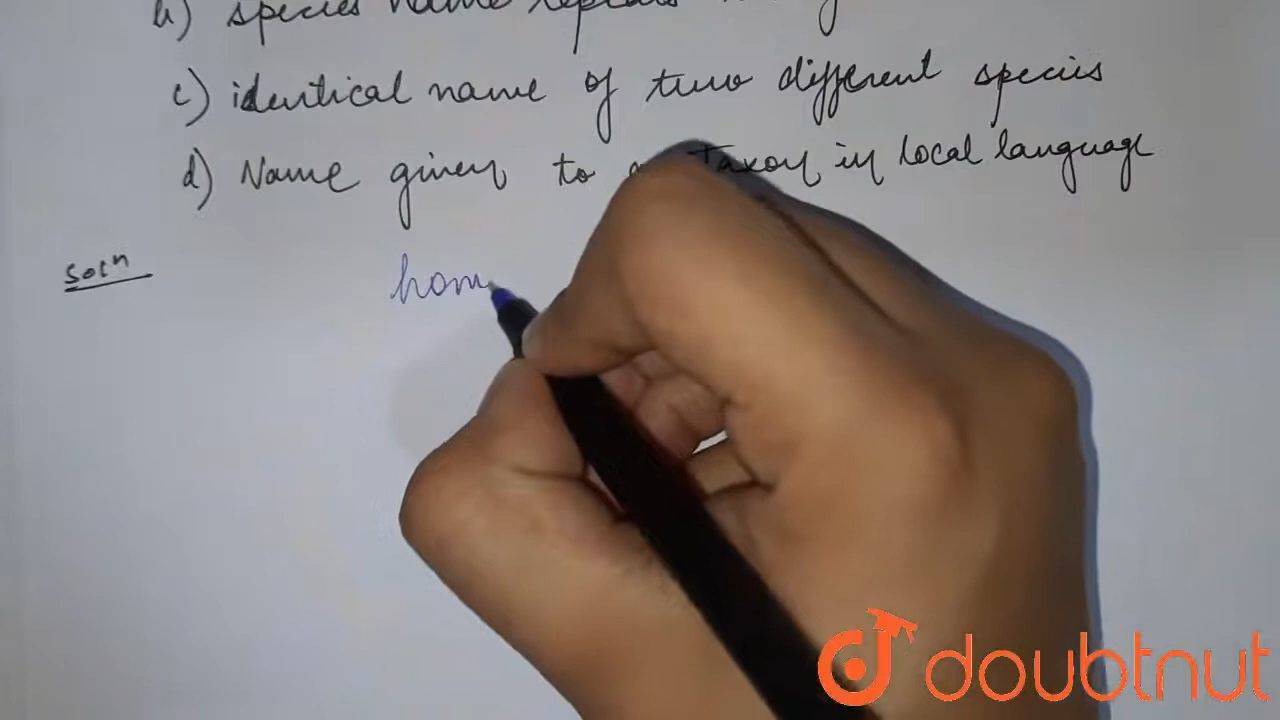 b) species name repeats
c) identical name of two different species
d) Name given to a taxon in local language
Solⁿ
hom
doubtnut